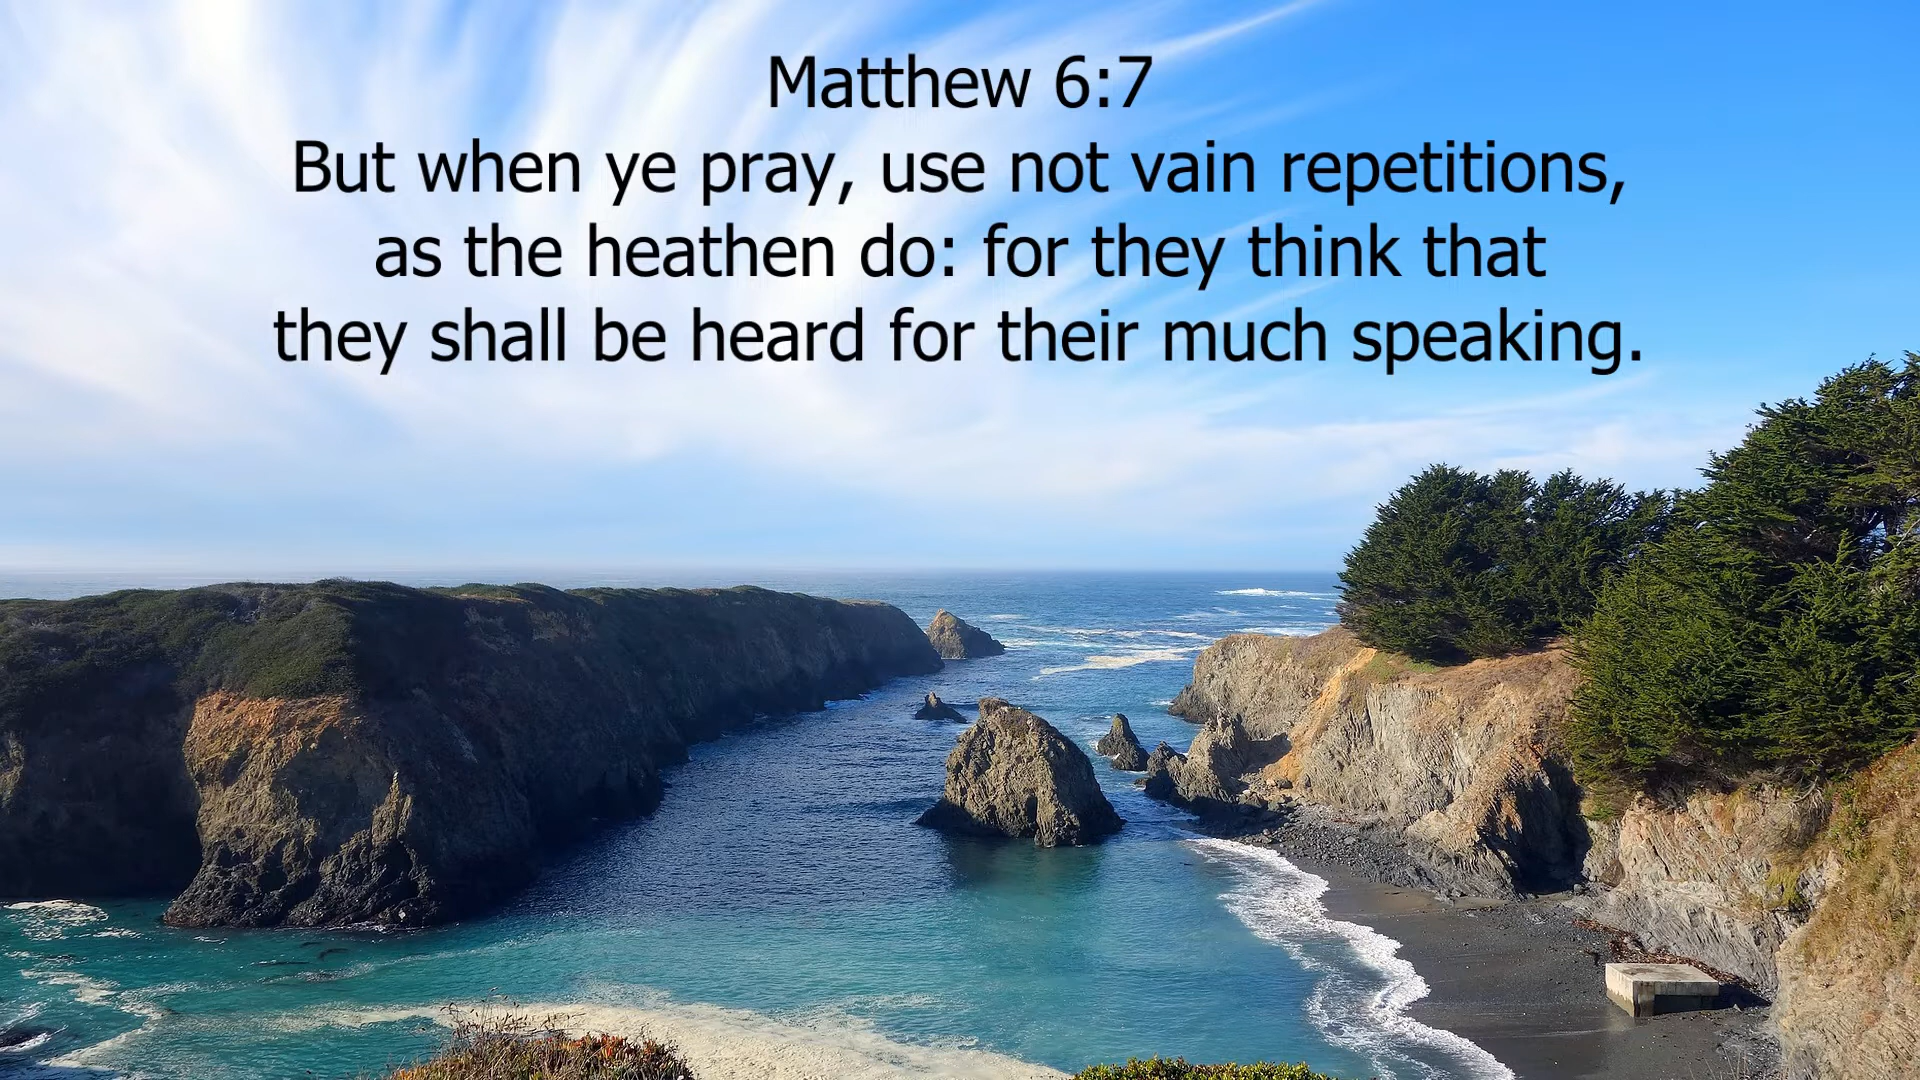 Matthew 6:7
But when ye pray, use not vain repetitions,
as the heathen do: for they think that
they shall be heard for their much speaking.